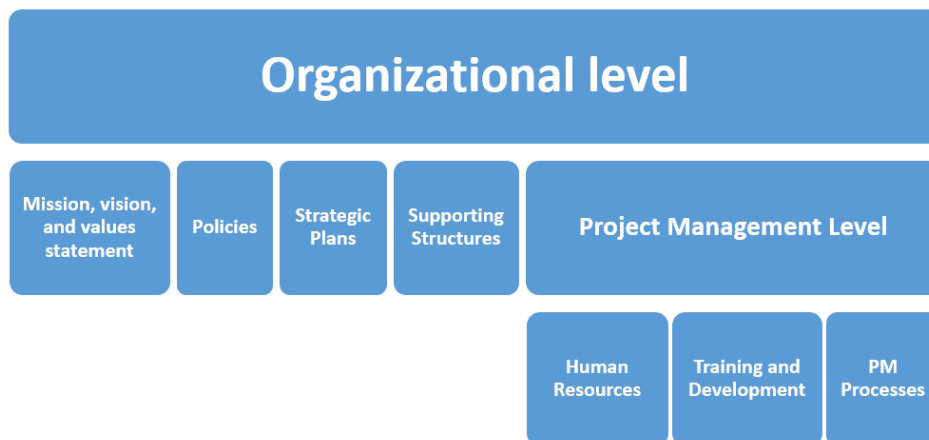 Organizational level
Mission, vision,
and values
statement
Policies
Strategic
Plans
Supporting
Structures
Project Management Level
Human
Resources
Training and
Development
PM
Processes